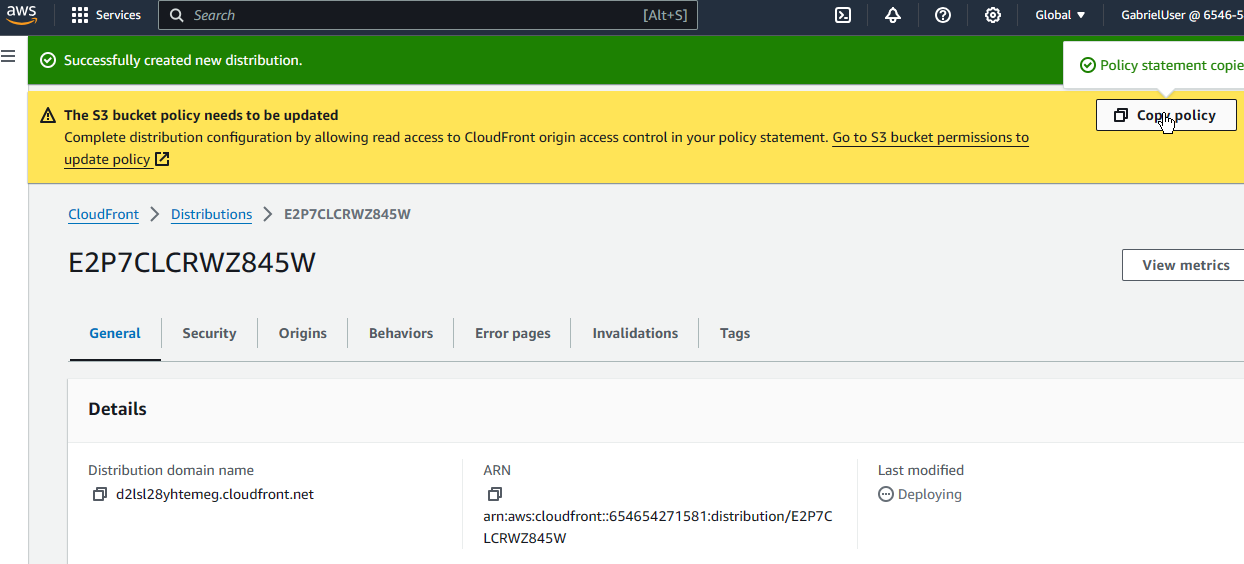 aws
Services
Search
[Alt+S]
Global
GabrielUser @ 6546-5
Successfully created new distribution.
Policy statement copie
The S3 bucket policy needs to be updated
Copy policy
Complete distribution configuration by allowing read access to CloudFront origin access control in your policy statement. Go to S3 bucket permissions to
update policy
CloudFront
Distributions
E2P7CLCRWZ845W
E2P7CLCRWZ845W
View metrics
General
Security
Origins
Behaviors
Error pages
Invalidations
Tags
Details
Distribution domain name
d2lsl28yhtemeg.cloudfront.net
ARN
arn:aws:cloudfront::654654271581:distribution/E2P7C
LCRWZ845W
Last modified
Deploying